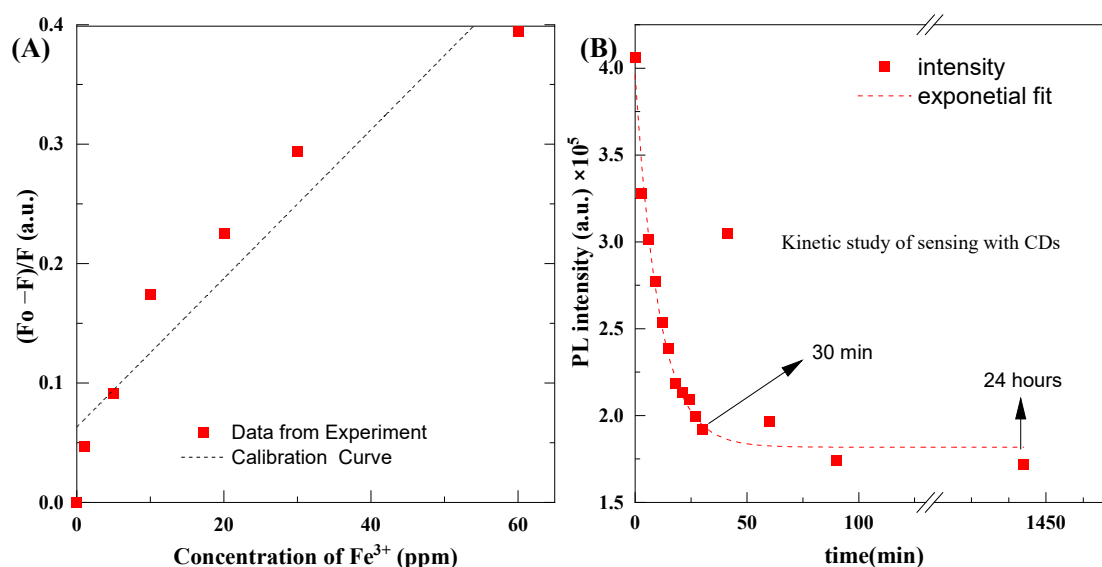 (A)
0.4
0.3
0.2
0.1
0.0
(Fo −F)/F (a.u.)
Data from Experiment
Calibration Curve
0 20 40 60
Concentration of Fe³⁺ (ppm)
(B)
4.0
3.5
3.0
2.5
2.0
1.5
PL intensity (a.u.) ×10⁵
intensity
exponetial fit
Kinetic study of sensing with CDs
30 min
24 hours
0 50 100 1450
time(min)